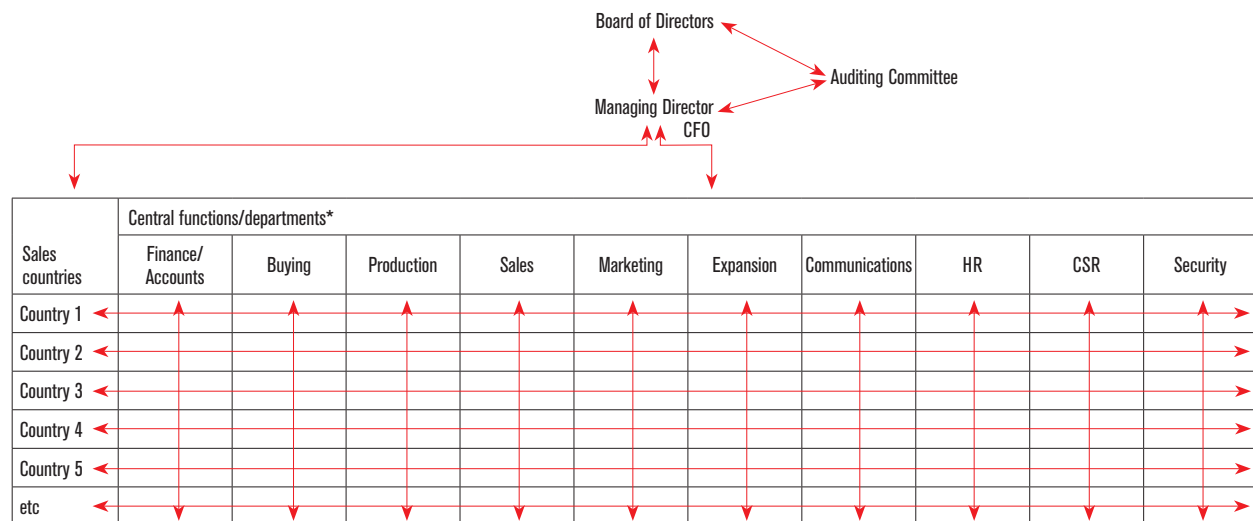 Board of Directors
Auditing Committee
Managing Director
CFO
Central functions/departments*
Sales
countries
Finance/
Accounts
Buying
Production
Sales
Marketing
Expansion
Communications
HR
CSR
Security
Country 1
Country 2
Country 3
Country 4
Country 5
etc